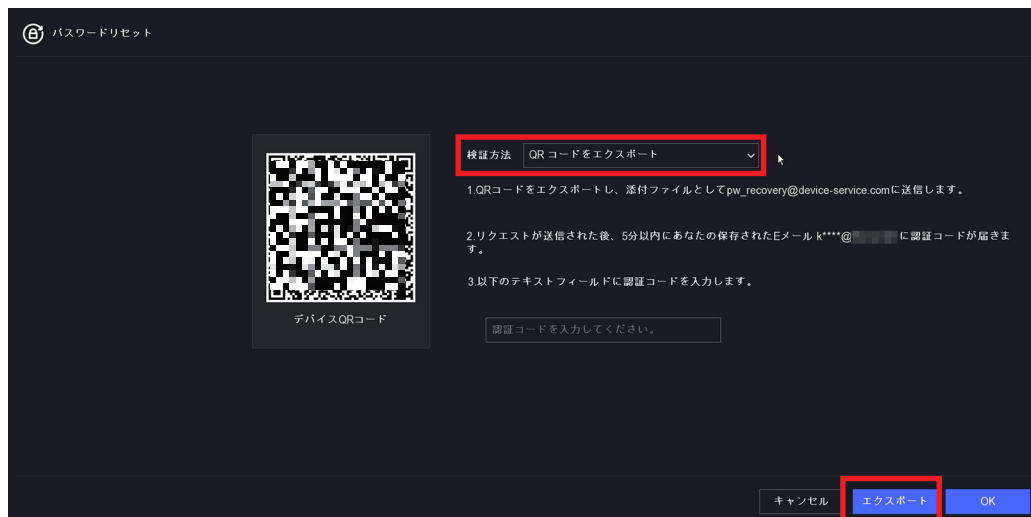 パスワードリセット
検証方法 QRコードをエクスポート
1.QRコードをエクスポートし、添付ファイルとしてpw_recovery@device-service.comに送信します。
2.リクエストが送信された後、5分以内にあなたの保存されたEメール k****@ に認証コードが届きま
す。
3.以下のテキストフィールドに認証コードを入力します。
デバイスQRコード
認証コードを入力してください。
キャンセル エクスポート OK